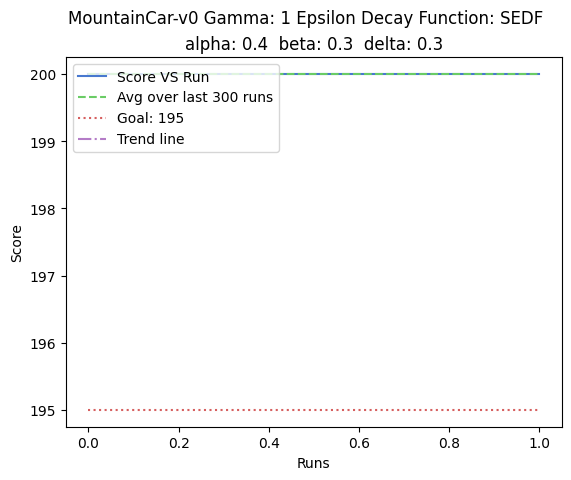 MountainCar-v0 Gamma: 1 Epsilon Decay Function: SEDF
alpha: 0.4  beta: 0.3  delta: 0.3
Score VS Run
Avg over last 300 runs
Goal: 195
Trend line
200
199
198
197
196
195
Score
0.0 0.2 0.4 0.6 0.8 1.0
Runs